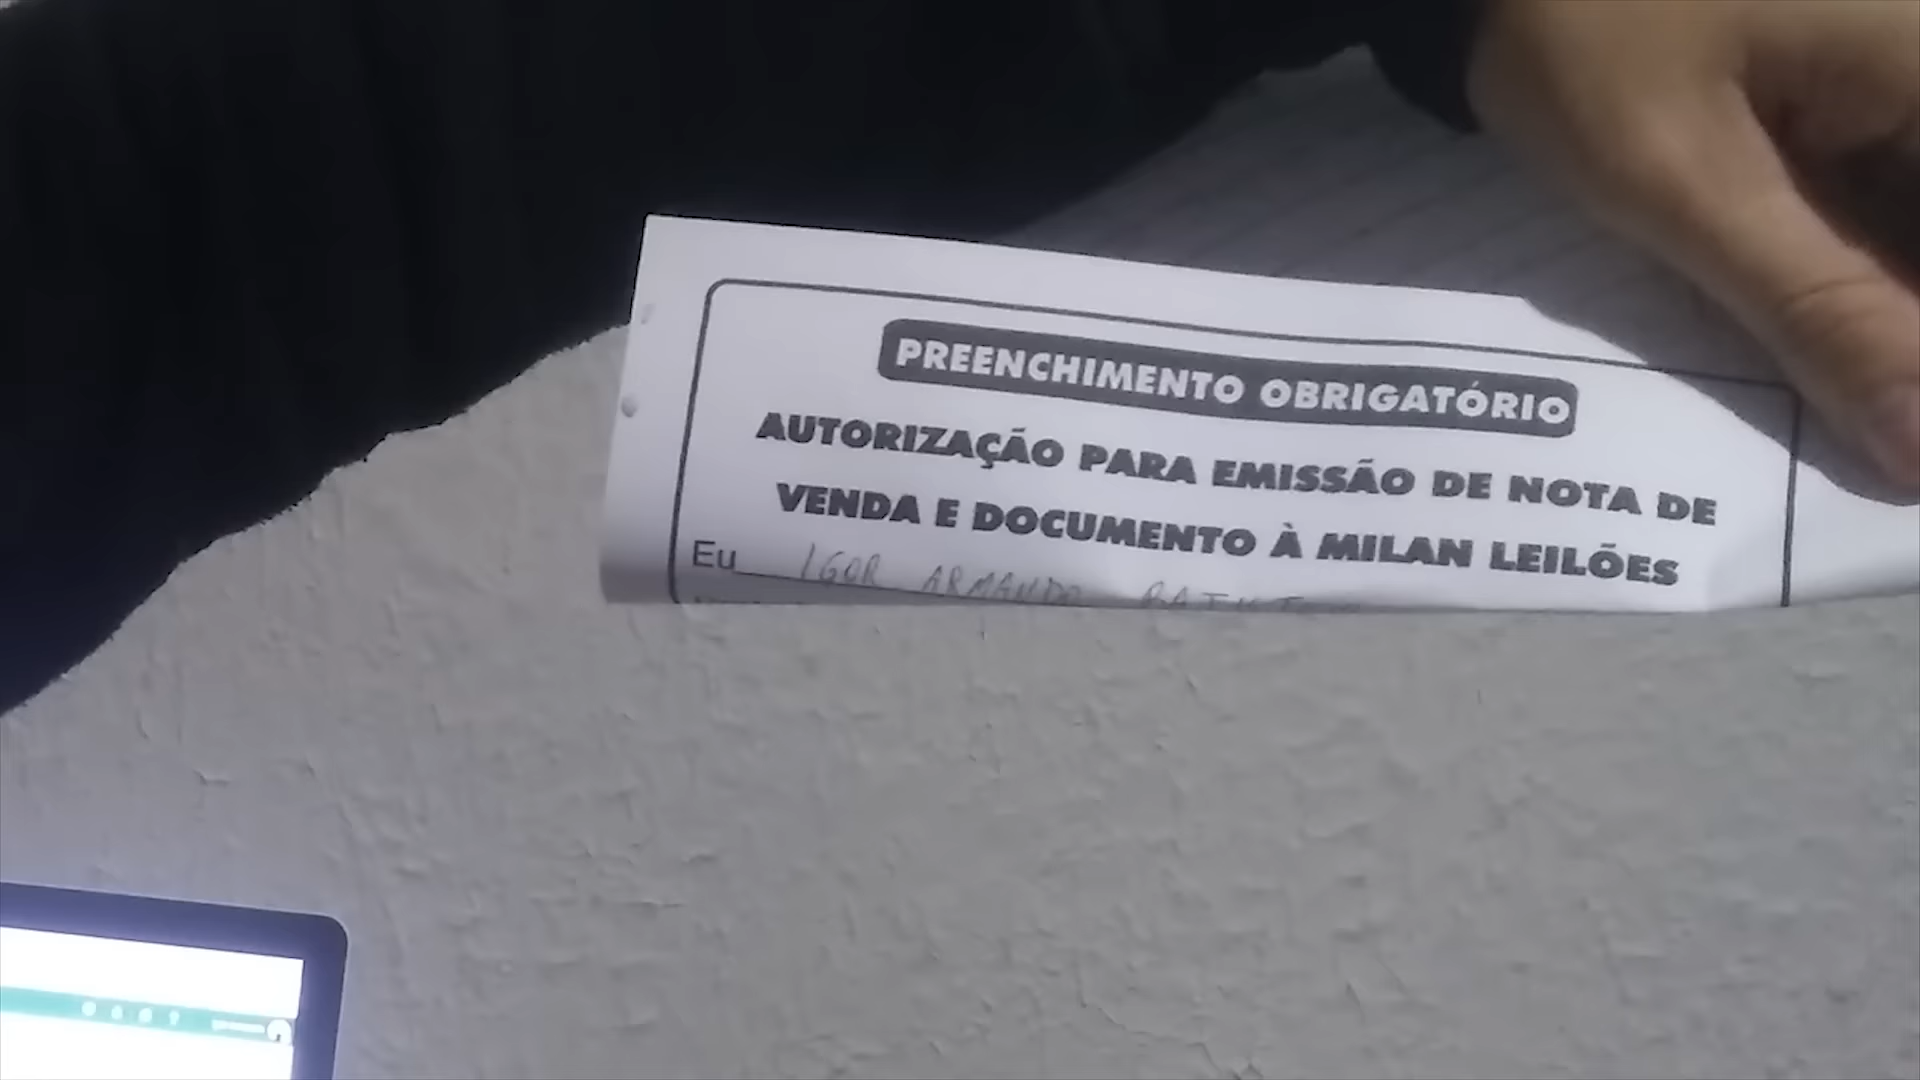 PREENCHIMENTO OBRIGATÓRIO
AUTORIZAÇÃO PARA EMISSÃO DE NOTA DE
VENDA E DOCUMENTO À MILAN LEILÕES
Eu IGOR ARMANDO